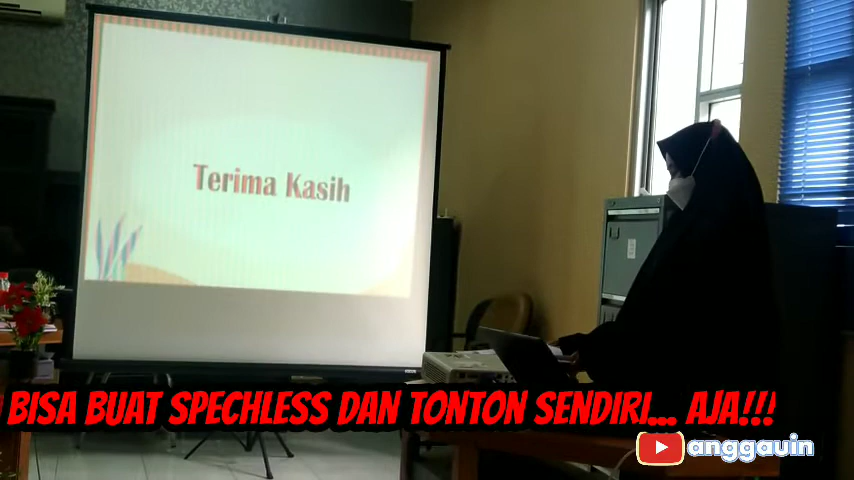 Terima Kasih
BISA BUAT SPECHLESS DAN TONTON SENDIRI... AJA!!!
anggauin